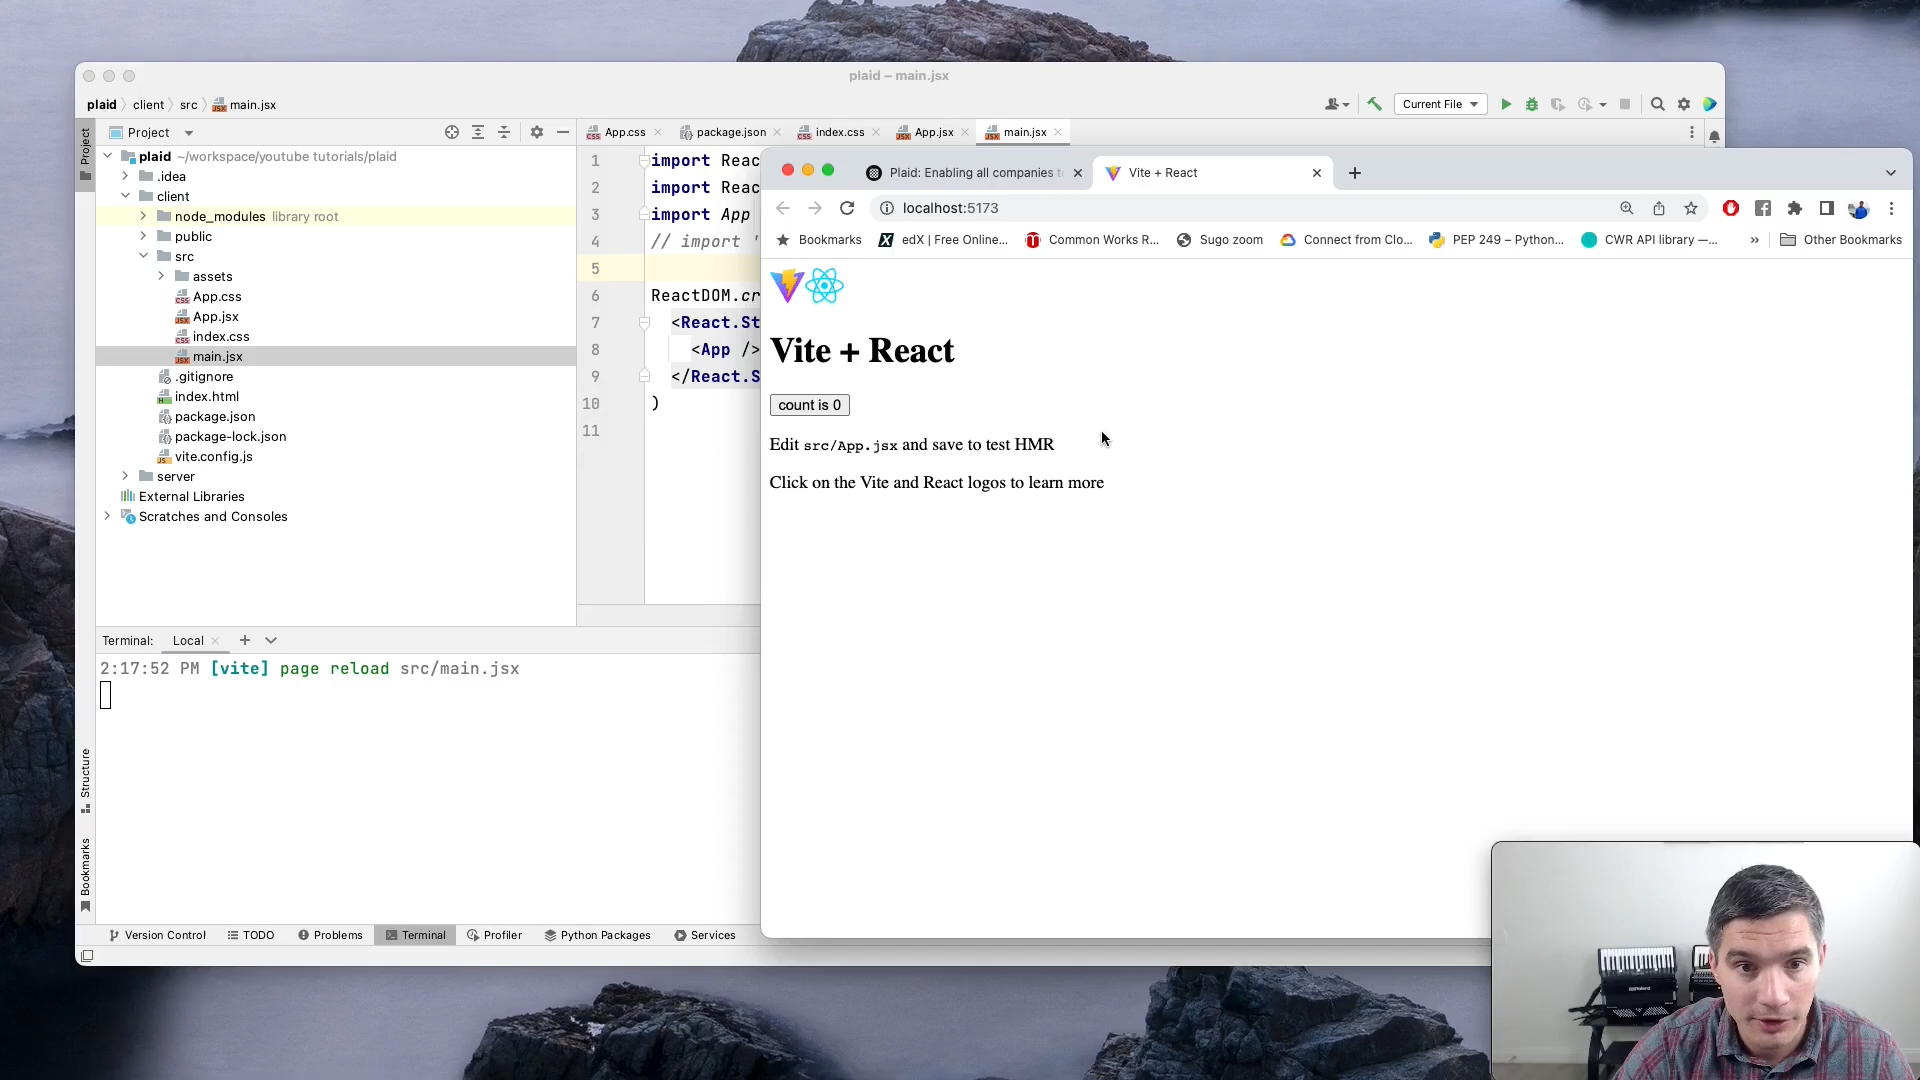 plaid – main.jsx
plaid client src main.jsx
Current File
Project
Project
plaid ~/workspace/youtube tutorials/plaid
.idea
client
node_modules library root
public
src
assets
App.css
App.jsx
index.css
main.jsx
.gitignore
index.html
package.json
package-lock.json
vite.config.js
server
External Libraries
Scratches and Consoles
App.css package.json index.css App.jsx main.jsx
1 import Reac
2 import Reac
3 import App
4 // import '
5
6 ReactDOM.cr
7 <React.St
8 <App />
9 </React.S
10 )
11
Plaid: Enabling all companies t
Vite + React
localhost:5173
Bookmarks edX | Free Online... Common Works R... Sugo zoom Connect from Clo... PEP 249 – Python... CWR API library —... » Other Bookmarks
Vite + React
count is 0
Edit src/App.jsx and save to test HMR
Click on the Vite and React logos to learn more
Terminal: Local
2:17:52 PM [vite] page reload src/main.jsx
Structure
Bookmarks
Version Control TODO Problems Terminal Profiler Python Packages Services
Roland